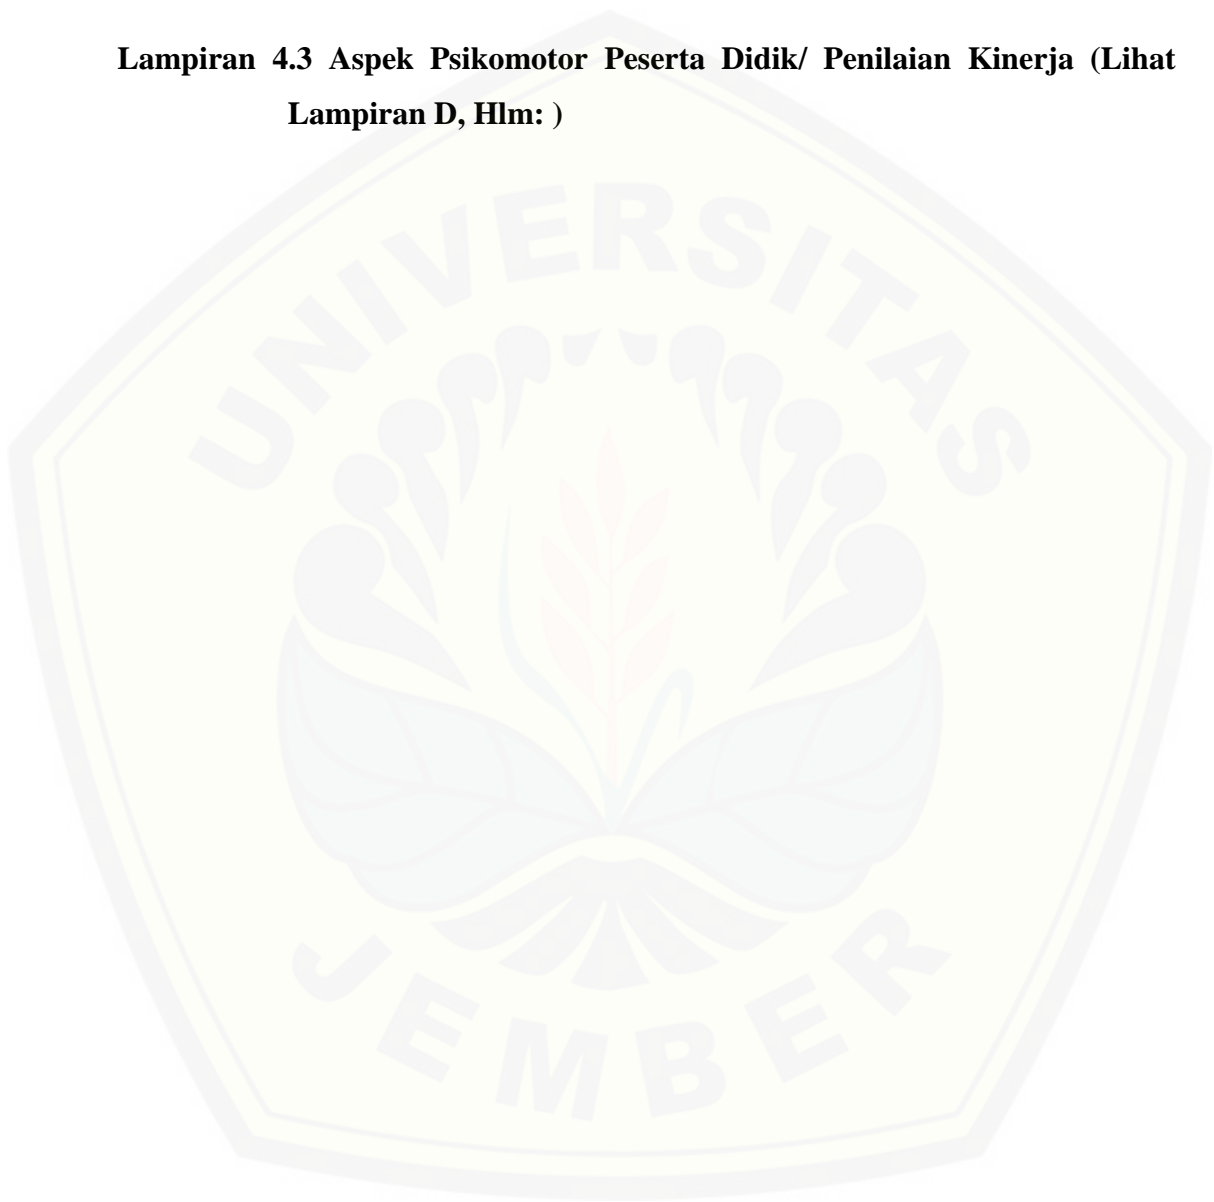 Lampiran 4.3 Aspek Psikomotor Peserta Didik/ Penilaian Kinerja (Lihat
Lampiran D, Hlm: )
UNIVERSITAS
JEMBER